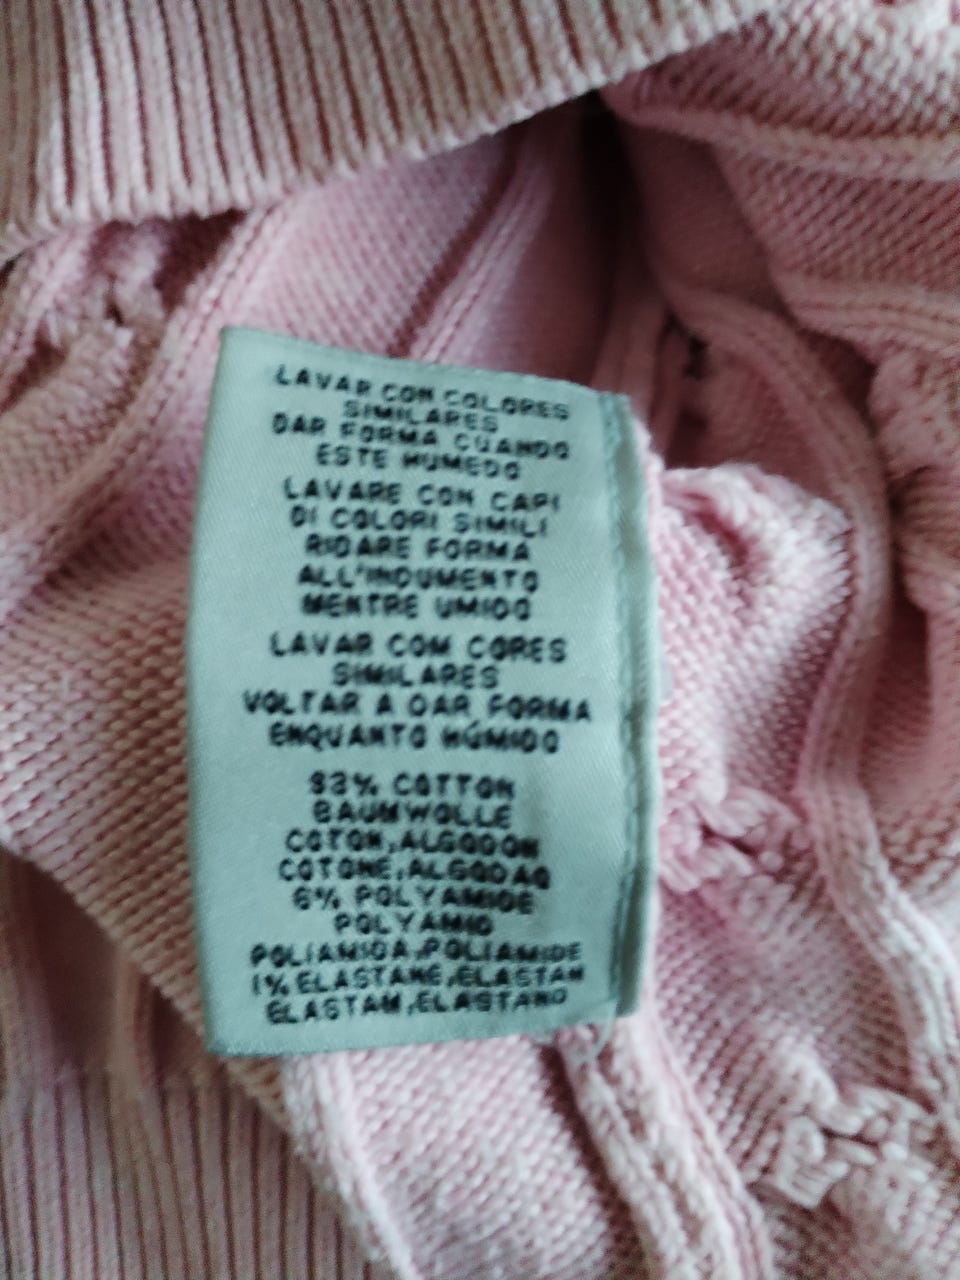 LAVAR CON COLORES
SIMILARES
DAR FORMA CUANDO
ESTE HUMEDO
LAVARE CON CAPI
DI COLORI SIMILI
RIDARE FORMA
ALL'INDUMENTO
MENTRE UMIDO
LAVAR COM CORES
SIMILARES
VOLTAR A DAR FORMA
ENQUANTO HÚMIDO
93% COTTON
BAUMWOLLE
COTON,ALGODON
COTONE,ALGODAO
6% POLYAMIDE
POLYAMID
POLIAMIDA,POLIAMIDE
1% ELASTANE,ELASTAN
ELASTAM,ELASTANO